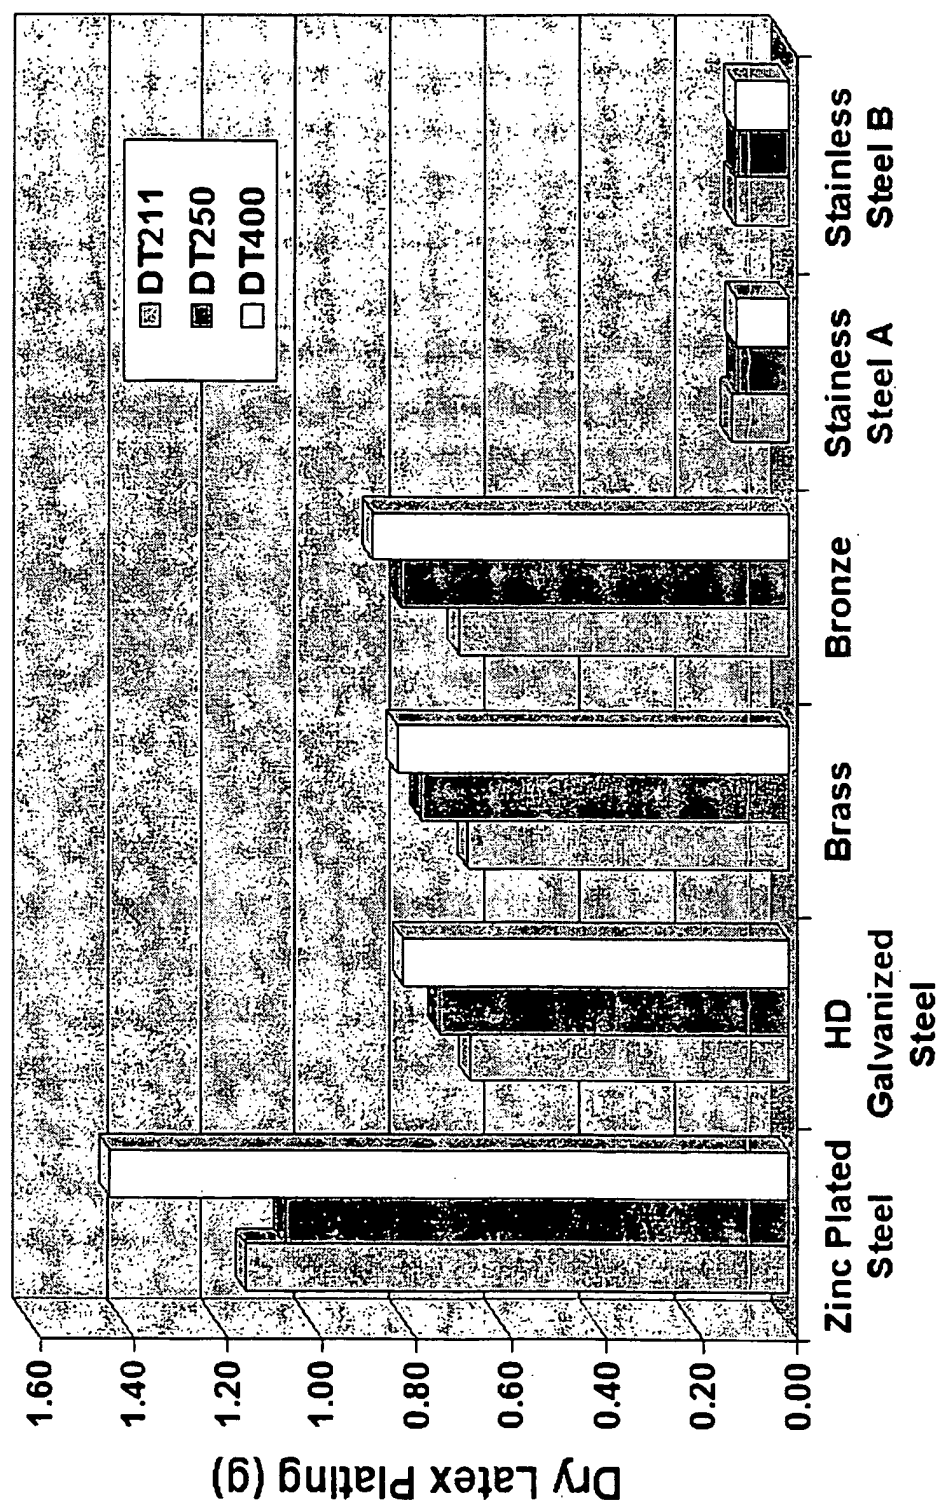 Dry Latex Plating (g)
1.60
1.40
1.20
1.00
0.80
0.60
0.40
0.20
0.00
DT211
DT250
DT400
Zinc Plated
Steel
HD
Galvanized
Steel
Brass
Bronze
Stainess
Steel A
Stainless
Steel B